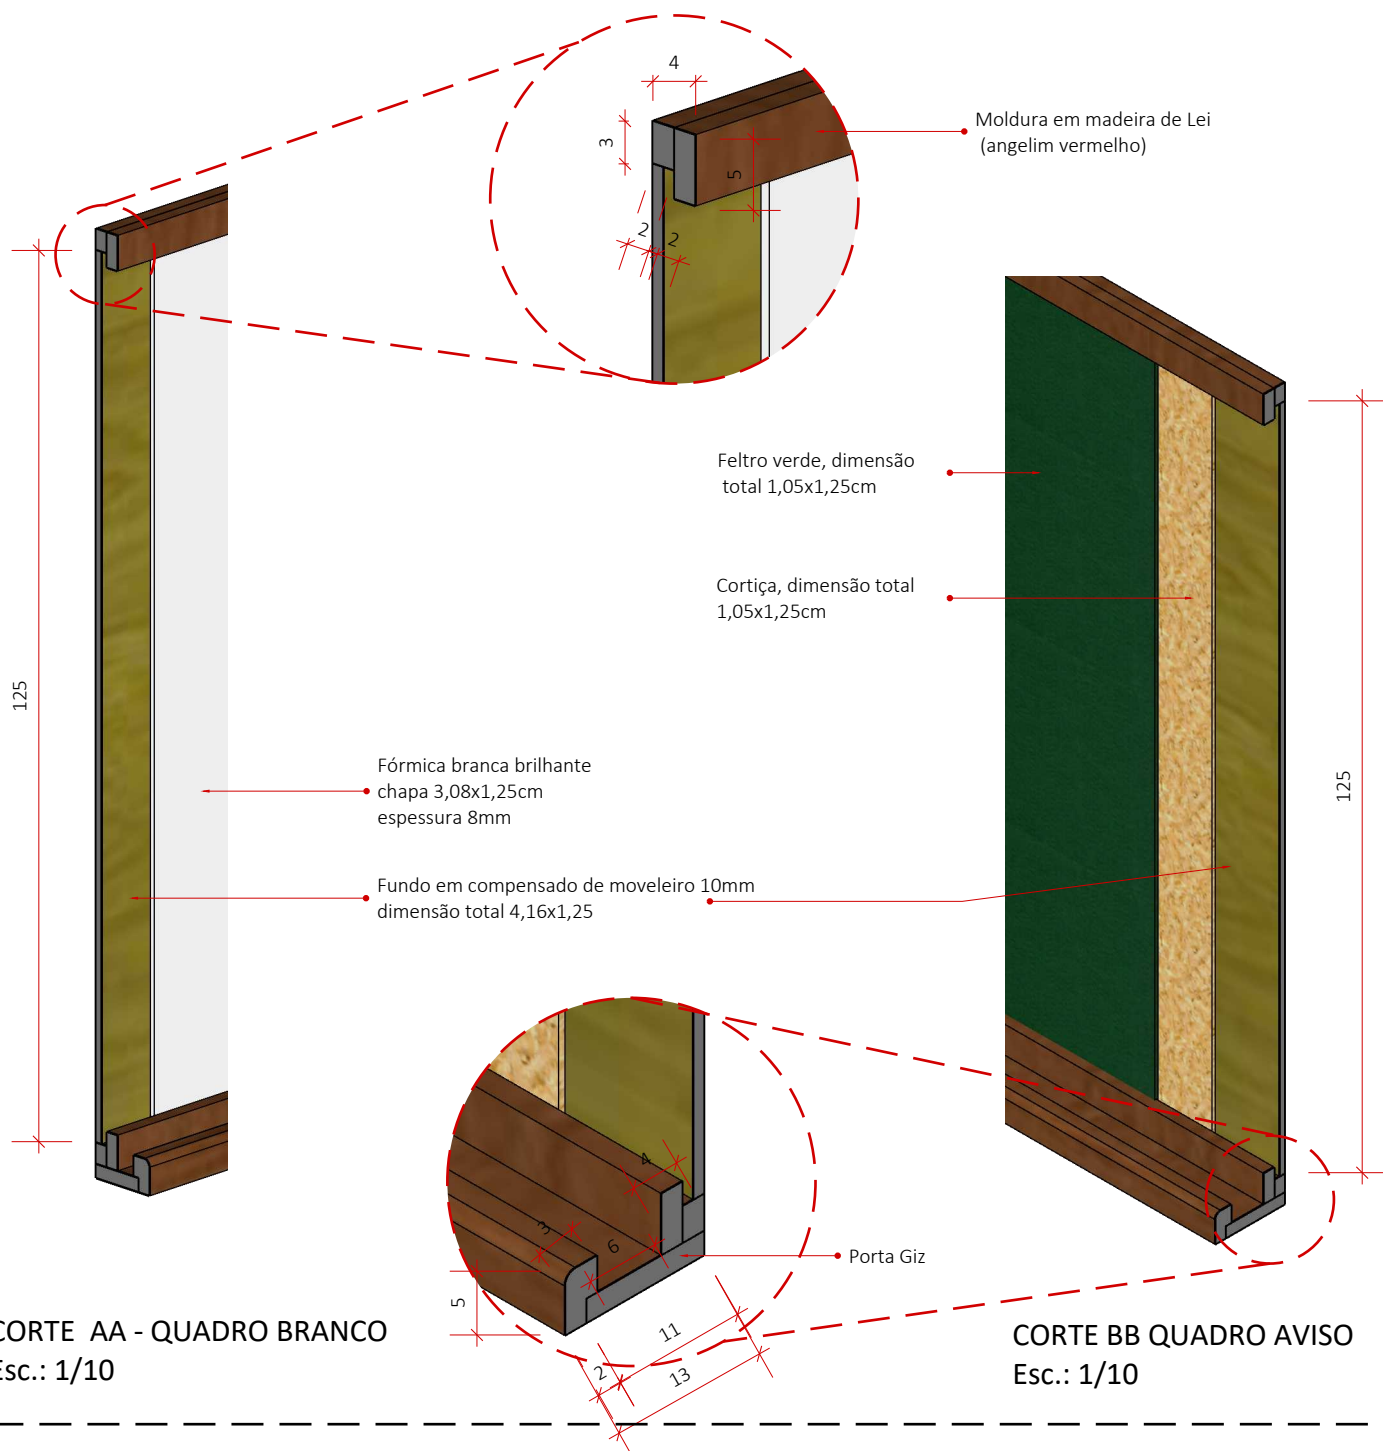 4
3
5
2
2
Moldura em madeira de Lei
(angelim vermelho)
Feltro verde, dimensão
total 1,05x1,25cm
Cortiça, dimensão total
1,05x1,25cm
125
125
Fórmica branca brilhante
chapa 3,08x1,25cm
espessura 8mm
Fundo em compensado de moveleiro 10mm
dimensão total 4,16x1,25
4
3
6
5
Porta Giz
11
2
13
CORTE AA - QUADRO BRANCO
Esc.: 1/10
CORTE BB QUADRO AVISO
Esc.: 1/10